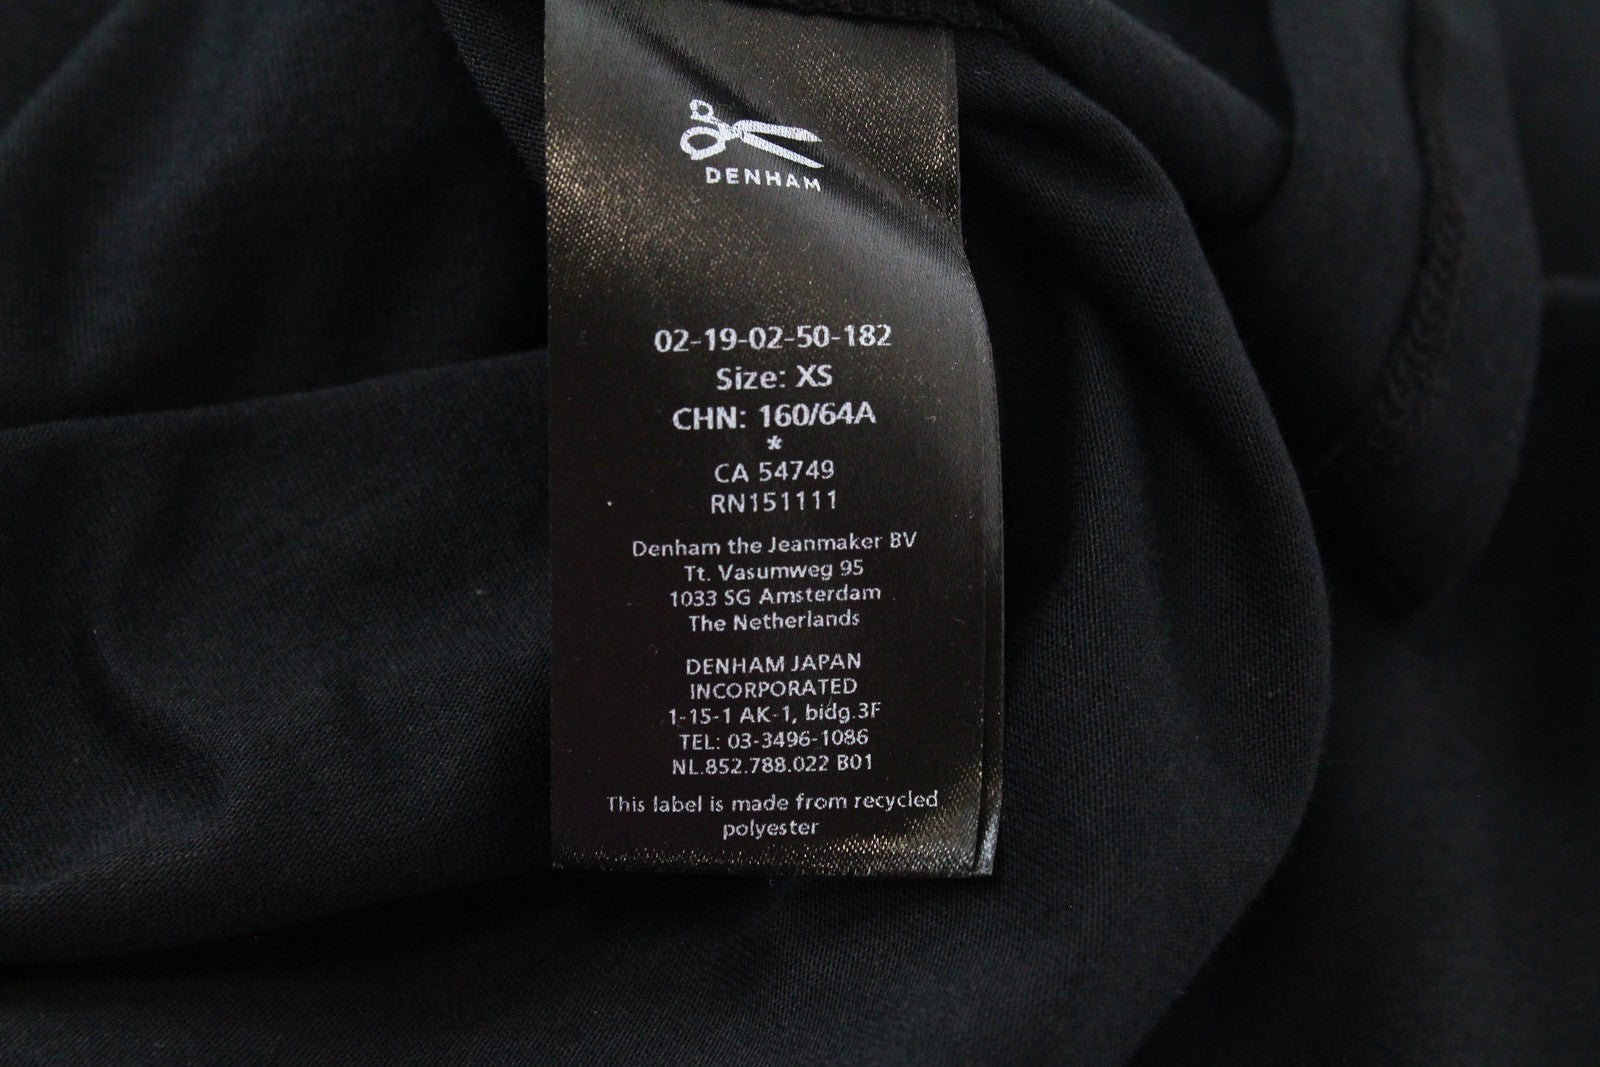 DENHAM
02-19-02-50-182
Size: XS
CHN: 160/64A
*
CA 54749
RN151111
Denham the Jeanmaker BV
Tt. Vasumweg 95
1033 SG Amsterdam
The Netherlands
DENHAM JAPAN
INCORPORATED
1-15-1 AK-1, bidg.3F
TEL: 03-3496-1086
NL.852.788.022 B01
This label is made from recycled
polyester